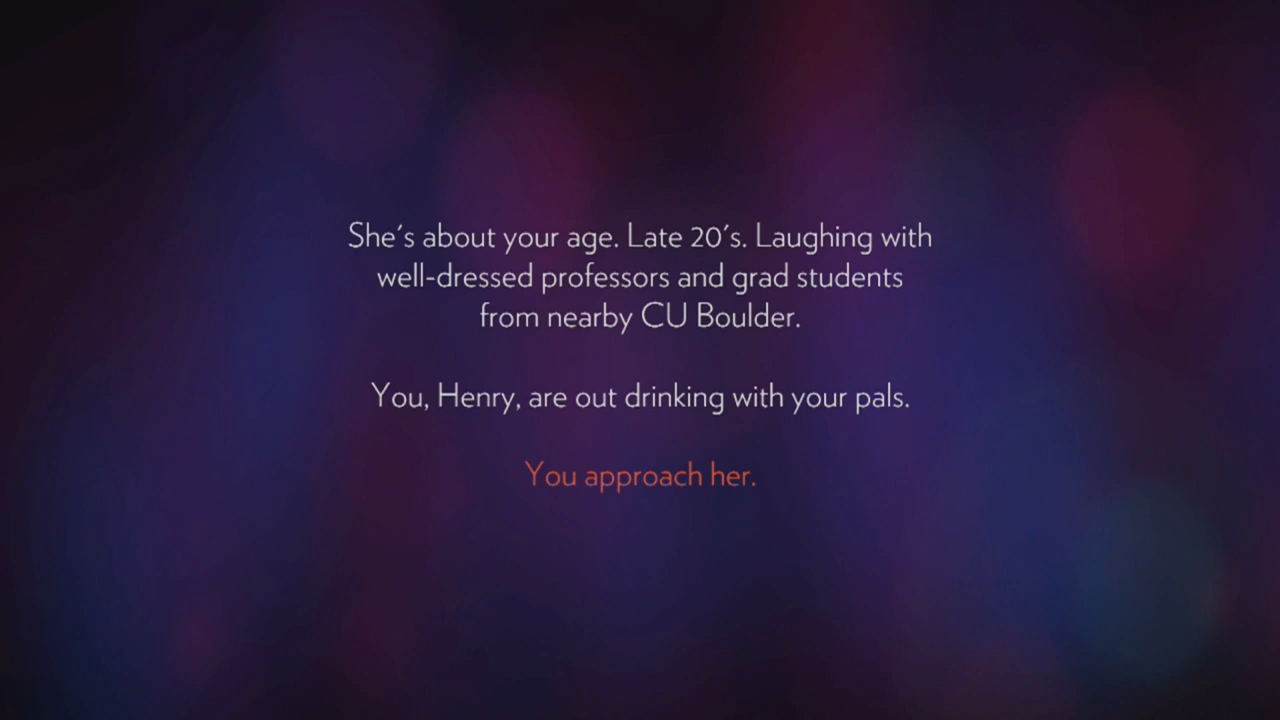 She's about your age. Late 20's. Laughing with
well-dressed professors and grad students
from nearby CU Boulder.
You, Henry, are out drinking with your pals.
You approach her.